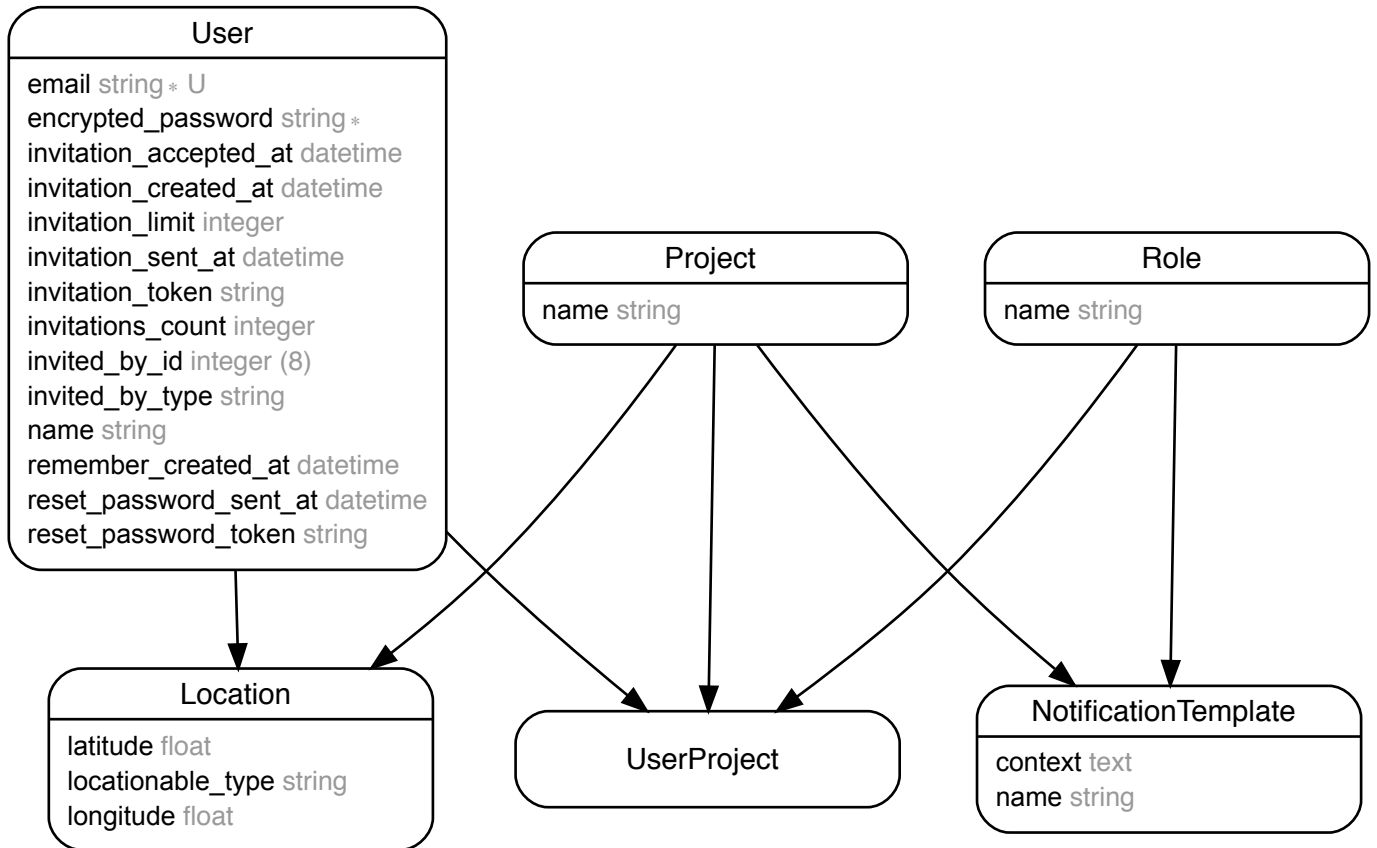 User
email string * U
encrypted_password string *
invitation_accepted_at datetime
invitation_created_at datetime
invitation_limit integer
invitation_sent_at datetime
invitation_token string
invitations_count integer
invited_by_id integer (8)
invited_by_type string
name string
remember_created_at datetime
reset_password_sent_at datetime
reset_password_token string
Project
name string
Role
name string
Location
latitude float
locationable_type string
longitude float
UserProject
NotificationTemplate
context text
name string